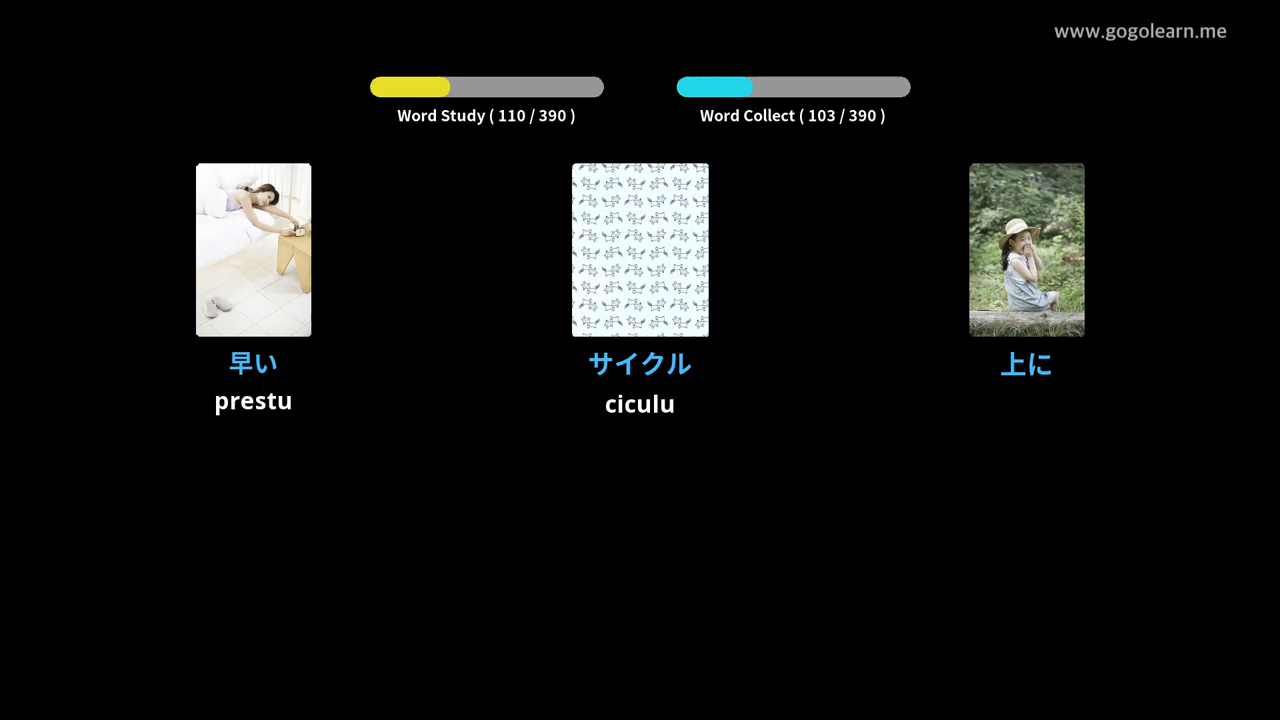 www.gogolearn.me
Word Study ( 110 / 390 )
Word Collect ( 103 / 390 )
早い
prestu
サイクル
ciculu
上に